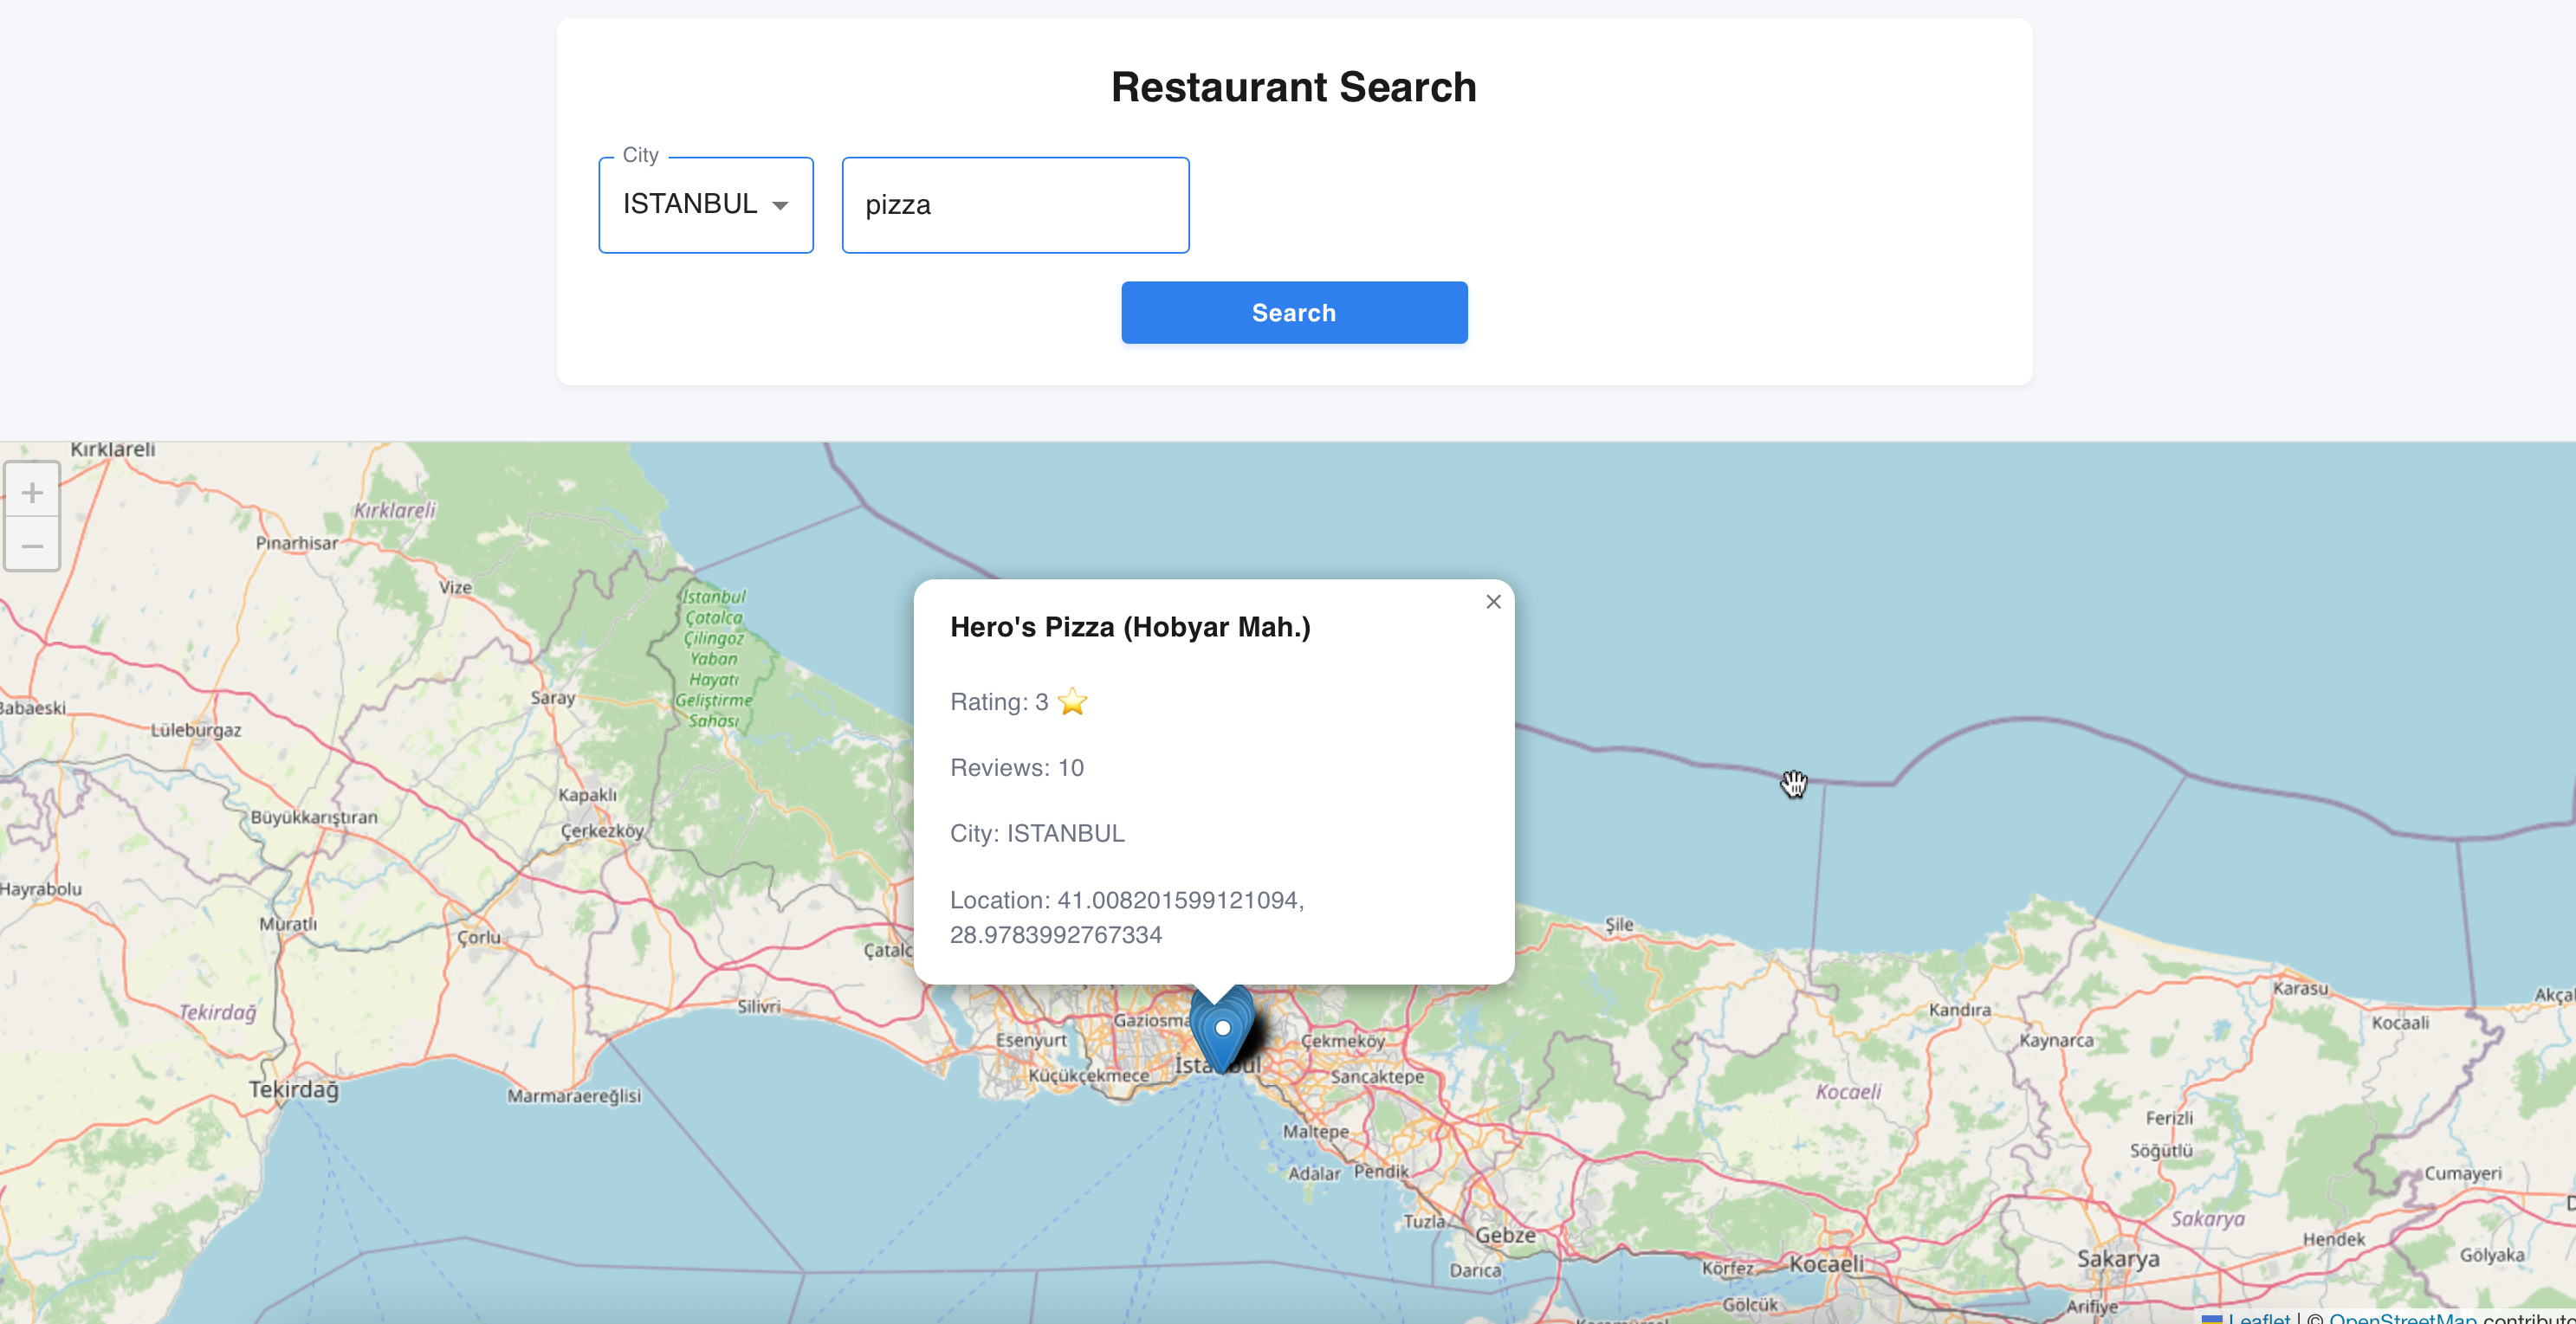 Restaurant Search
City
ISTANBUL
pizza
Search
+
−
Kırklareli
Kırklareli
Pınarhisar
Vize
İstanbul
Çatalca
Çilingoz
Yaban
Hayatı
Geliştirme
Sahası
Saray
Babaeski
Lüleburgaz
Kapaklı
Büyükkarıştıran
Çerkezköy
Hayrabolu
Muratlı
Çorlu
Tekirdağ
Silivri
Tekirdağ
Marmaraereğlisi
Hero's Pizza (Hobyar Mah.)
×
Rating: 3 ⭐
Reviews: 10
City: ISTANBUL
Location: 41.008201599121094,
28.9783992767334
Çatalc
Şile
Gaziosma
Esenyurt
Çekmeköy
Küçükçekmece
Sancaktepe
Maltepe
Adalar
Pendik
Tuzla
Gebze
Darıca
Körfez
Kocaeli
Gölcük
Kocaeli
Kandıra
Kaynarca
Karasu
Kocaali
Akça
Ferizli
Söğütlü
Cumayeri
Sakarya
Hendek
Gölyaka
Sakarya
Arifiye
Leaflet | © OpenStreetMap contributo